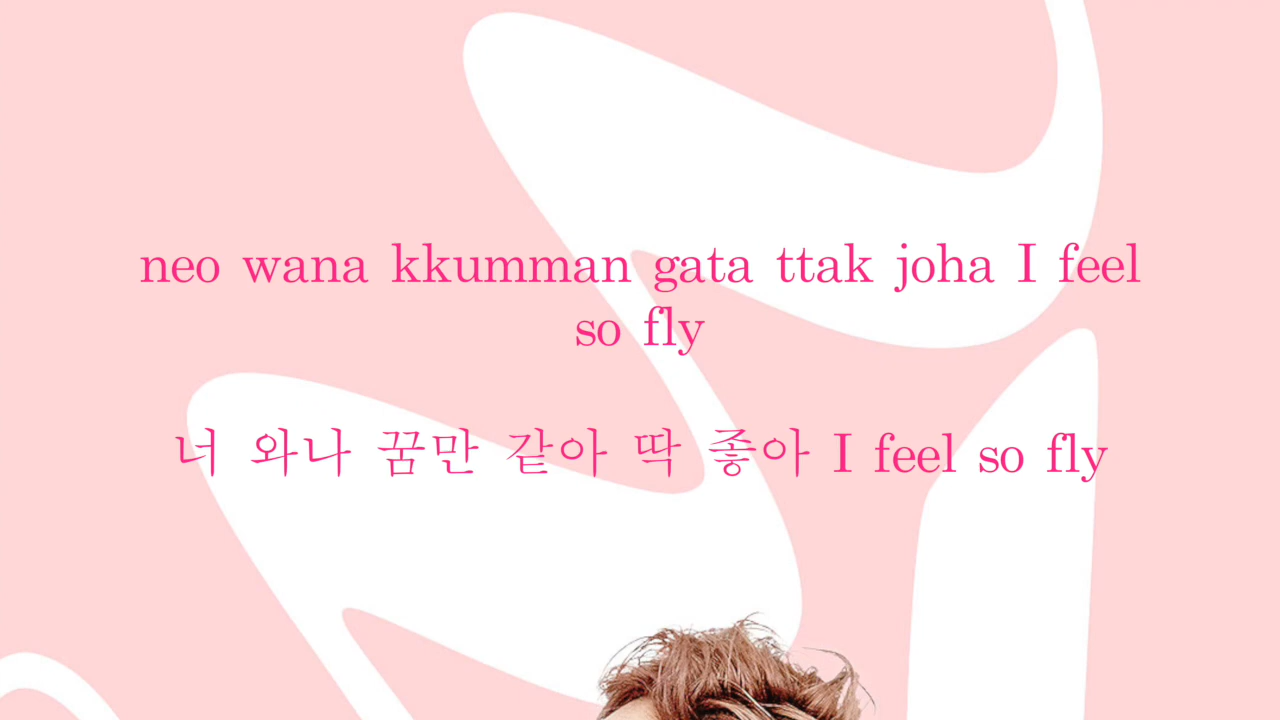 neo wana kkumman gata ttak joha I feel
so fly
너 와나 꿈만 같아 딱 좋아 I feel so fly